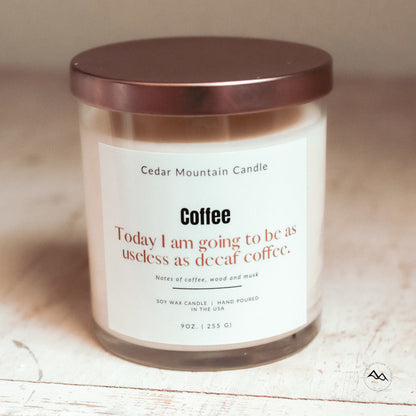 Cedar Mountain Candle
Coffee
Today I am going to be as
useless as decaf coffee.
Notes of coffee, wood and musk
SOY WAX CANDLE | HAND POURED
IN THE USA
9OZ. ( 255 G)